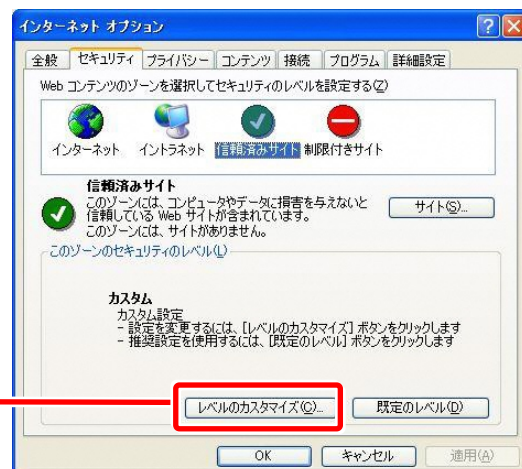 インターネット オプション
全般 セキュリティ プライバシー コンテンツ 接続 プログラム 詳細設定
Web コンテンツのゾーンを選択してセキュリティのレベルを設定する(Z)
インターネット イントラネット 信頼済みサイト 制限付きサイト
信頼済みサイト
このゾーンには、コンピュータやデータに損害を与えないと
信頼している Web サイトが含まれています。
このゾーンには、サイトがありません。
サイト(S)...
このゾーンのセキュリティのレベル(L)
カスタム
カスタム設定
- 設定を変更するには、[レベルのカスタマイズ] ボタンをクリックします
- 推奨設定を使用するには、[既定のレベル] ボタンをクリックします
レベルのカスタマイズ(C)... 既定のレベル(D)
OK キャンセル 適用(A)